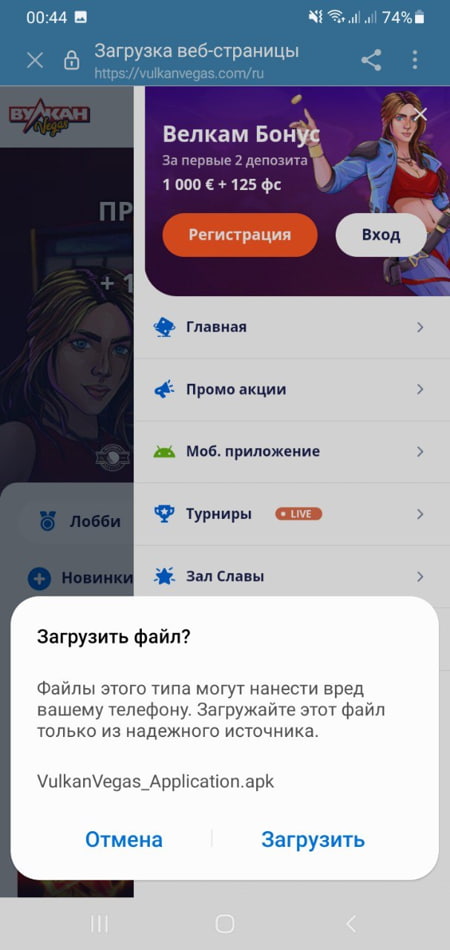 00:44
74%
Загрузка веб-страницы
https://vulkanvegas.com/ru
ВУЛКАН
Vegas
Велкам Бонус
За первые 2 депозита
1 000 € + 125 фс
Регистрация
Вход
ПР
+ 1
Главная
Промо акции
Моб. приложение
Турниры
LIVE
Лобби
Зал Славы
Новинки
Загрузить файл?
Файлы этого типа могут нанести вред
вашему телефону. Загружайте этот файл
только из надежного источника.
VulkanVegas_Application.apk
Отмена
Загрузить